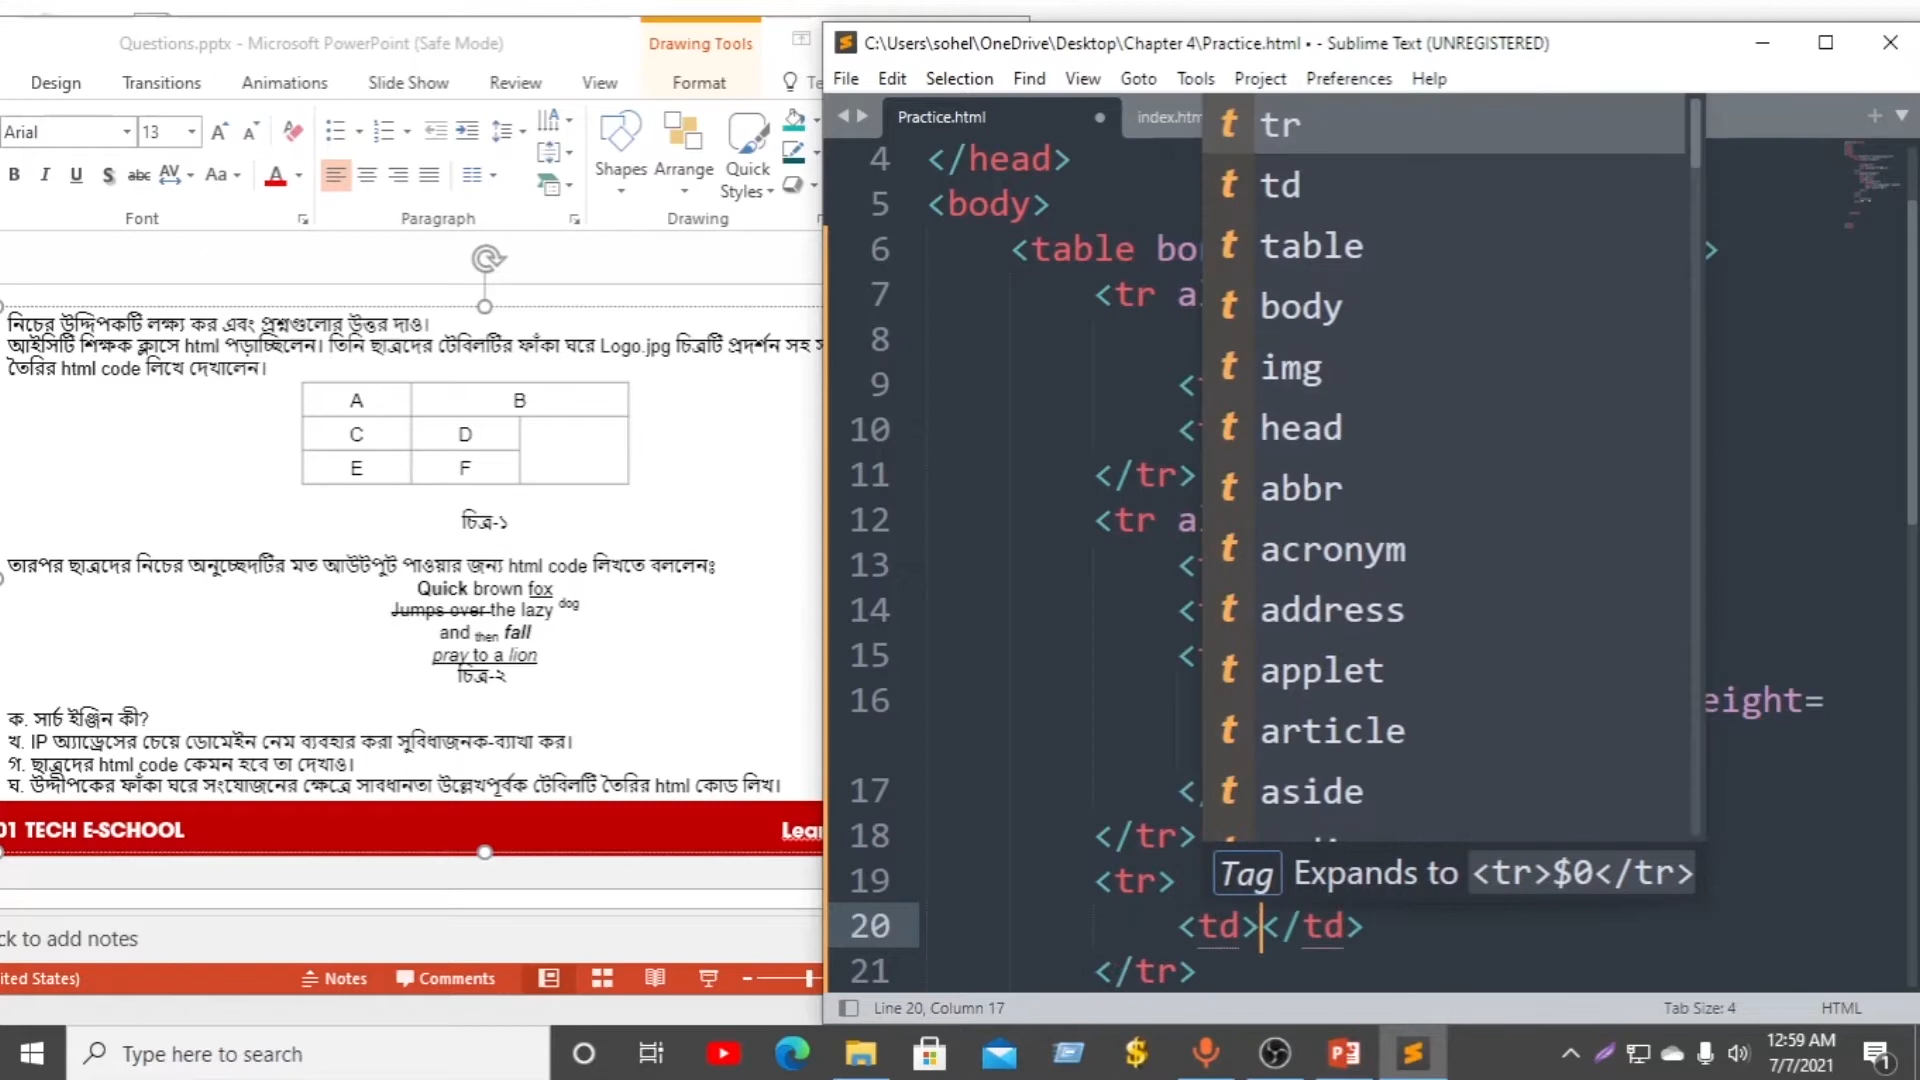 Questions.pptx - Microsoft PowerPoint (Safe Mode)
Drawing Tools
Design Transitions Animations Slide Show Review View Format
Arial 13
Shapes Arrange Quick Styles
Font Paragraph Drawing
নিচের উদ্দিপকটি লক্ষ্য কর এবং প্রশ্নগুলোর উত্তর দাও।
আইসিটি শিক্ষক ক্লাসে html পড়াচ্ছিলেন। তিনি ছাত্রদের টেবিলটির ফাঁকা ঘরে Logo.jpg চিত্রটি প্রদর্শন সহ
তৈরির html code লিখে দেখালেন।
A B
C D
E F
চিত্র-১
তারপর ছাত্রদের নিচের অনুচ্ছেদটির মত আউটপুট পাওয়ার জন্য html code লিখতে বললেনঃ
Quick brown fox
Jumps over the lazy dog
and then fall
pray to a lion
চিত্র-২
ক. সার্চ ইঞ্জিন কী?
খ. IP অ্যাড্রেসের চেয়ে ডোমেইন নেম ব্যবহার করা সুবিধাজনক-ব্যাখা কর।
গ. ছাত্রদের html code কেমন হবে তা দেখাও।
ঘ. উদ্দীপকের ফাঁকা ঘরে সংযোজনের ক্ষেত্রে সাবধানতা উল্লেখপূর্বক টেবিলটি তৈরির html কোড লিখ।
01 TECH E-SCHOOL Lear
ck to add notes
ited States) Notes Comments
C:\Users\sohel\OneDrive\Desktop\Chapter 4\Practice.html • - Sublime Text (UNREGISTERED)
File Edit Selection Find View Goto Tools Project Preferences Help
Practice.html index.htm
4 </head>
5 <body>
6 <table bo >
7 <tr a
8
9 <
10 <
11 </tr>
12 <tr a
13 <
14 <
15 <
16 eight=
17 <
18 </tr>
19 <tr>
20 <td></td>
21 </tr>
t tr
t td
t table
t body
t img
t head
t abbr
t acronym
t address
t applet
t article
t aside
Tag Expands to <tr>$0</tr>
Line 20, Column 17 Tab Size: 4 HTML
Type here to search
12:59 AM
7/7/2021
1